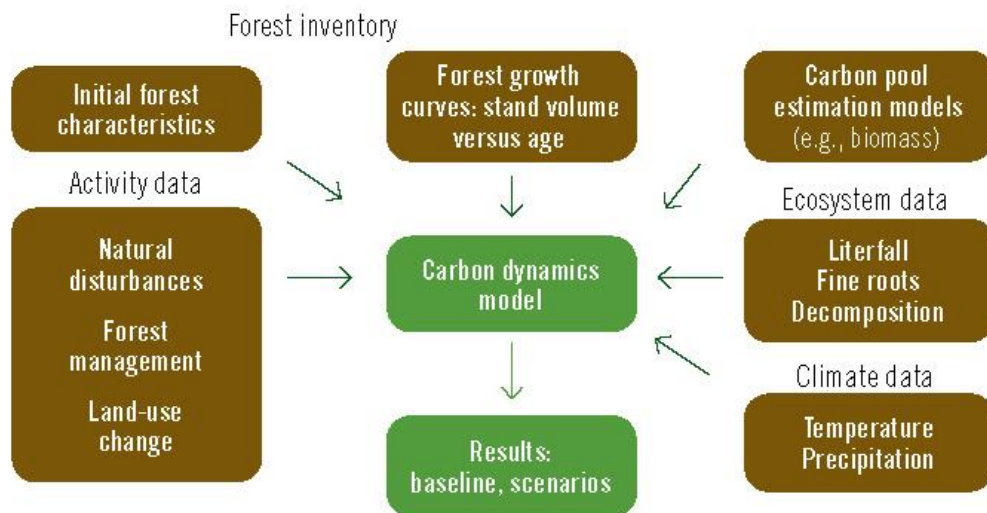 Forest inventory
Initial forest
characteristics
Forest growth
curves: stand volume
versus age
Carbon pool
estimation models
(e.g., biomass)
Activity data
Natural
disturbances
Forest
management
Land-use
change
Carbon dynamics
model
Ecosystem data
Literfall
Fine roots
Decomposition
Climate data
Temperature
Precipitation
Results:
baseline, scenarios